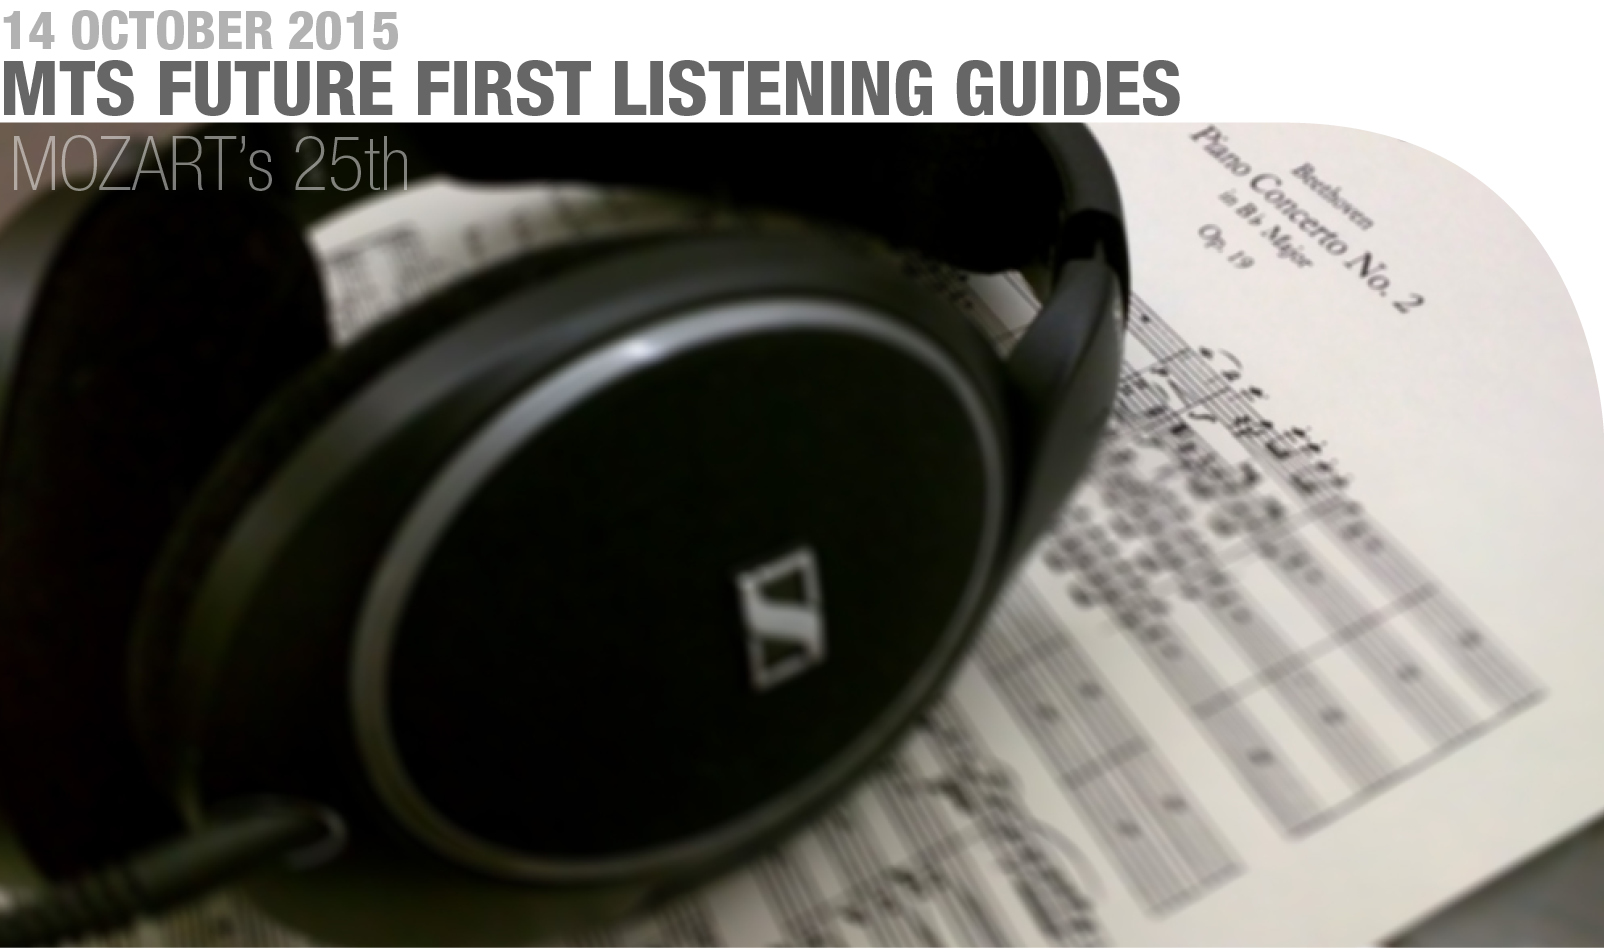 14 OCTOBER 2015
MTS FUTURE FIRST LISTENING GUIDES
MOZART's 25th
Beethoven
Piano Concerto No. 2
in B♭ Major
Op. 19